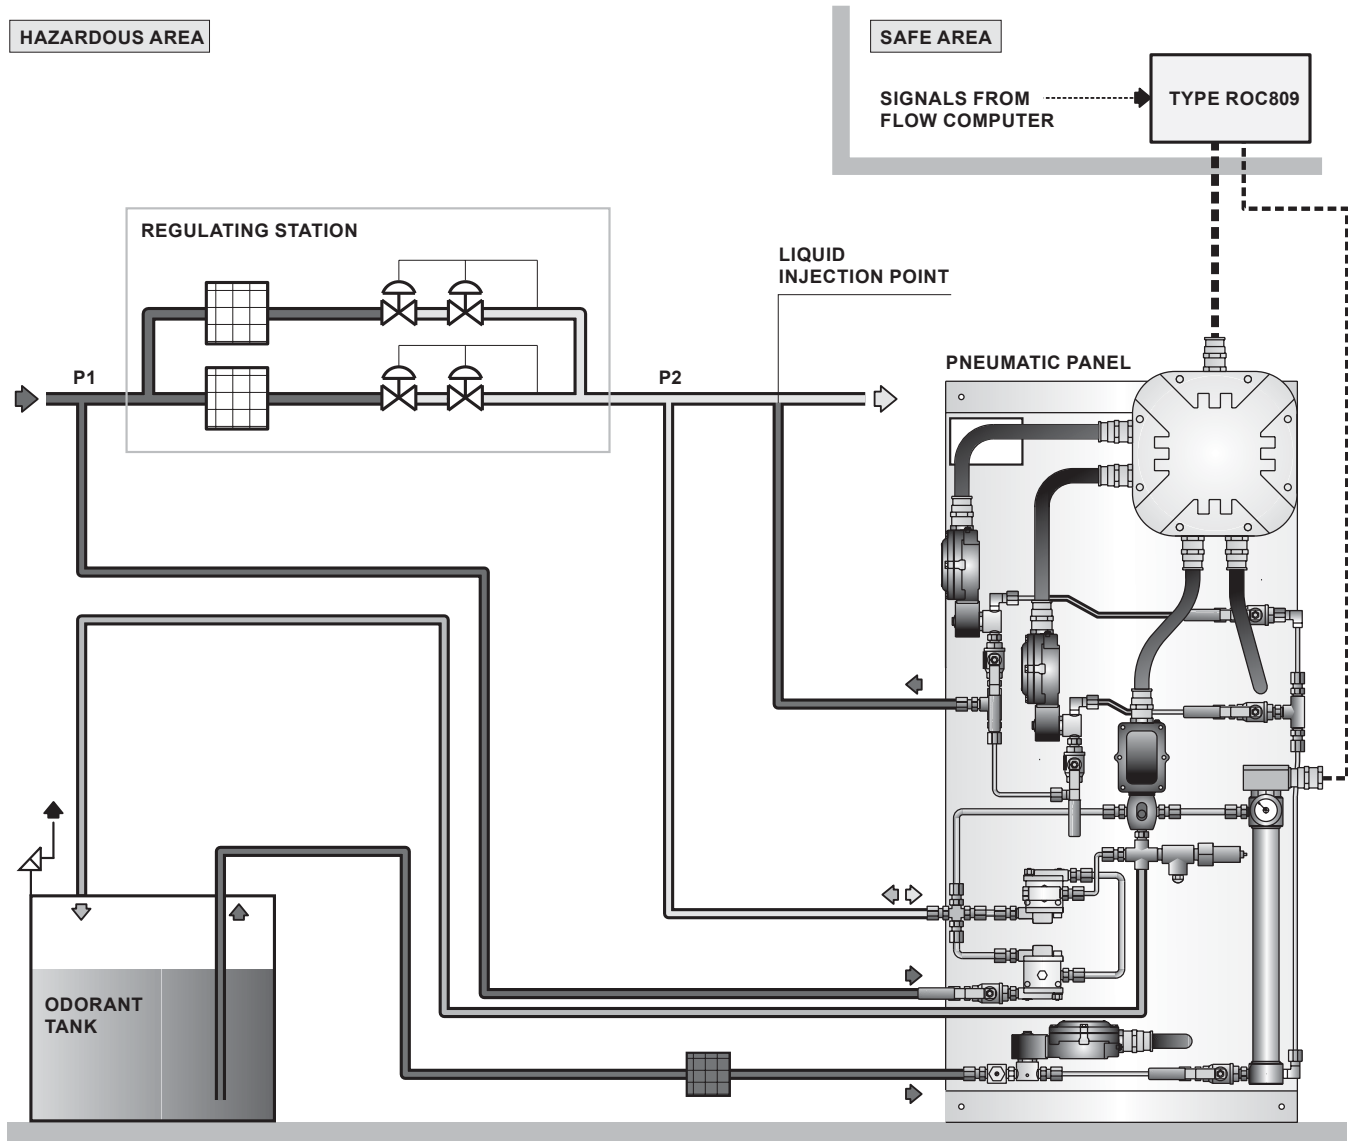 HAZARDOUS AREA
SAFE AREA
SIGNALS FROM
FLOW COMPUTER
TYPE ROC809
REGULATING STATION
LIQUID
INJECTION POINT
P1
P2
PNEUMATIC PANEL
ODORANT
TANK